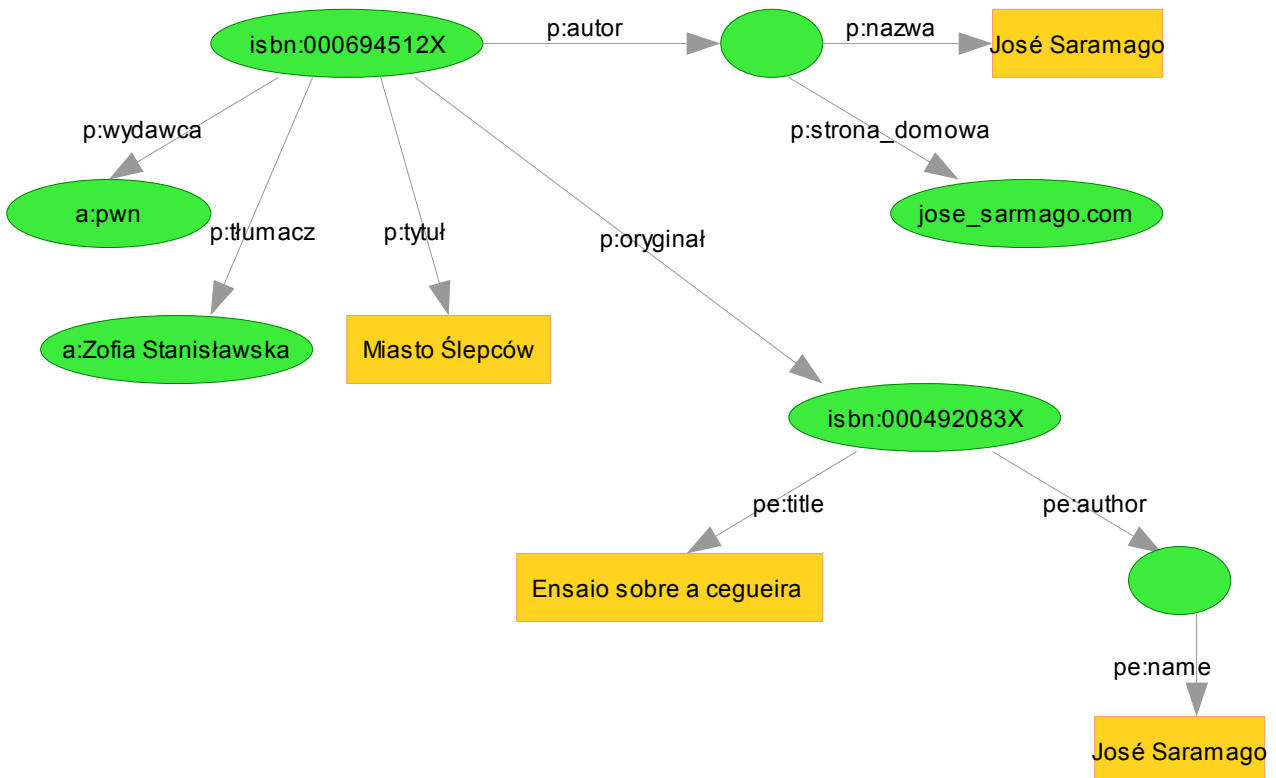 isbn:000694512X
p:autor
p:nazwa
José Saramago
p:wydawca
p:strona_domowa
a:pwn
p:tłumacz
p:tytuł
p:oryginał
jose_sarmago.com
a:Zofia Stanisławska
Miasto Ślepców
isbn:000492083X
pe:title
pe:author
Ensaio sobre a cegueira
pe:name
José Saramago